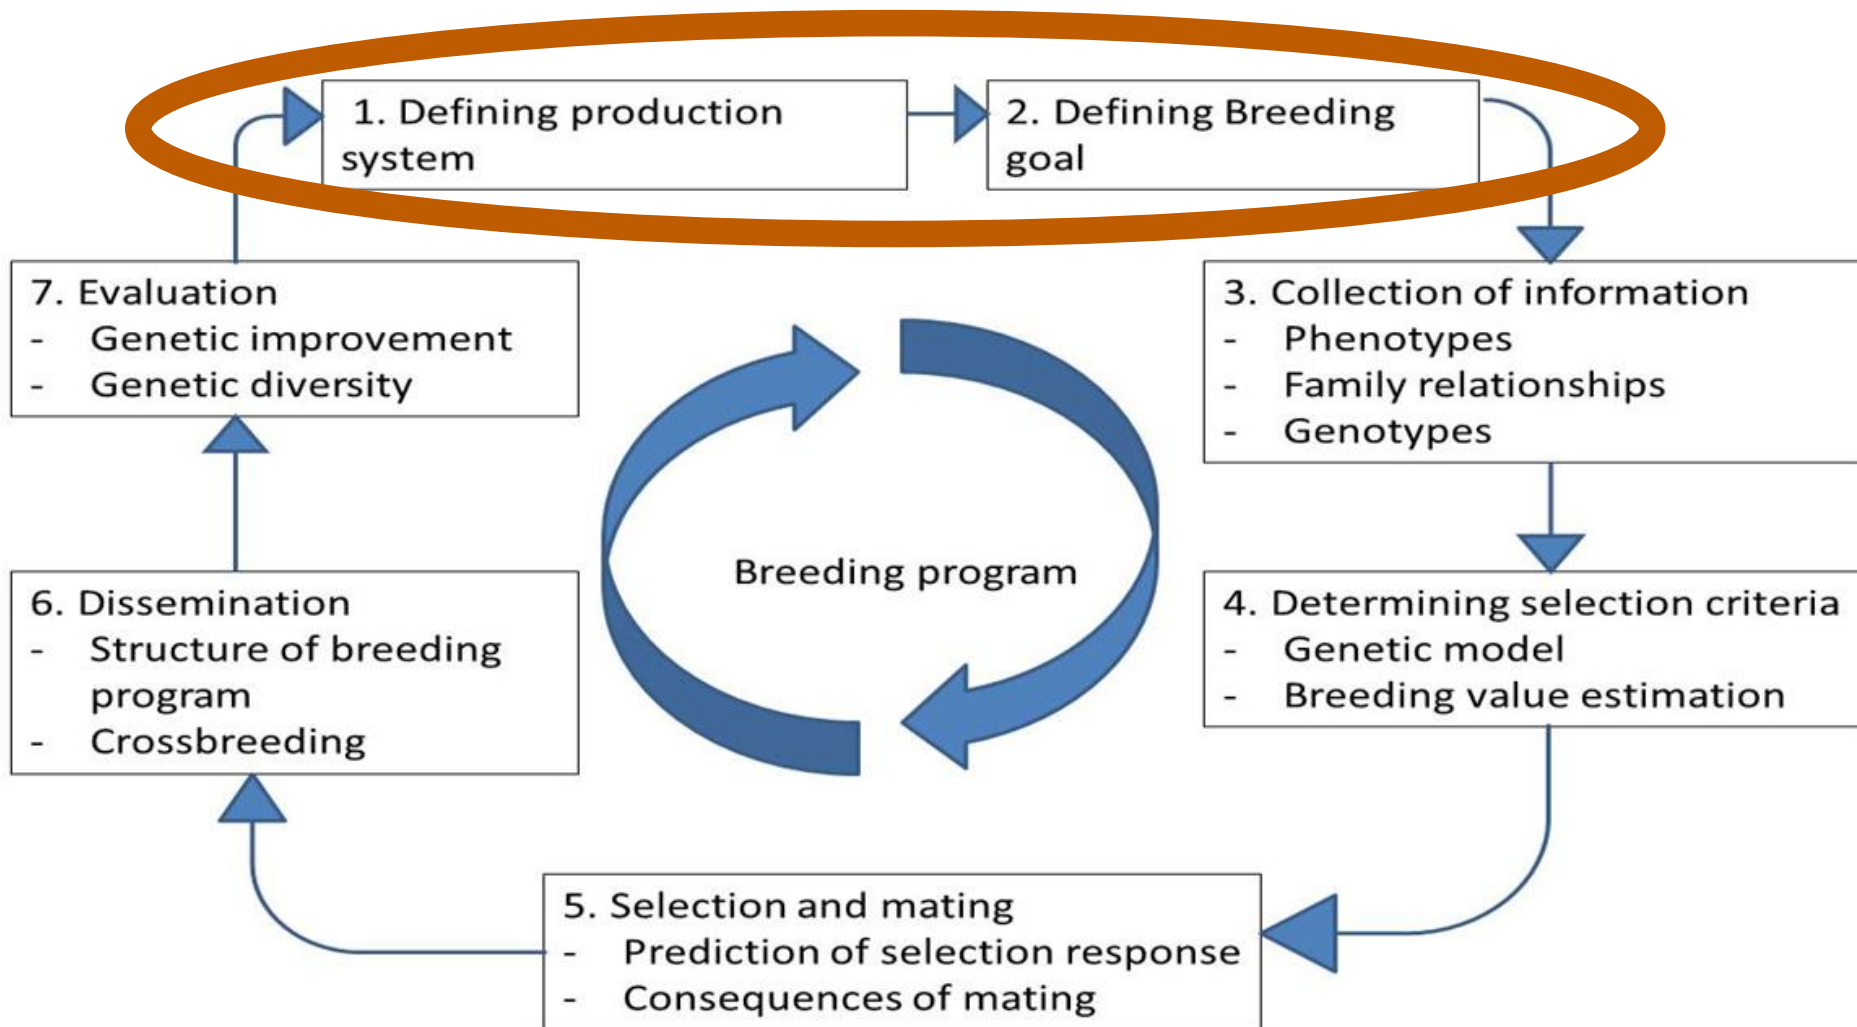 1. Defining production
system
2. Defining Breeding
goal
3. Collection of information
- Phenotypes
- Family relationships
- Genotypes
4. Determining selection criteria
- Genetic model
- Breeding value estimation
5. Selection and mating
- Prediction of selection response
- Consequences of mating
6. Dissemination
- Structure of breeding
program
- Crossbreeding
7. Evaluation
- Genetic improvement
- Genetic diversity
Breeding program